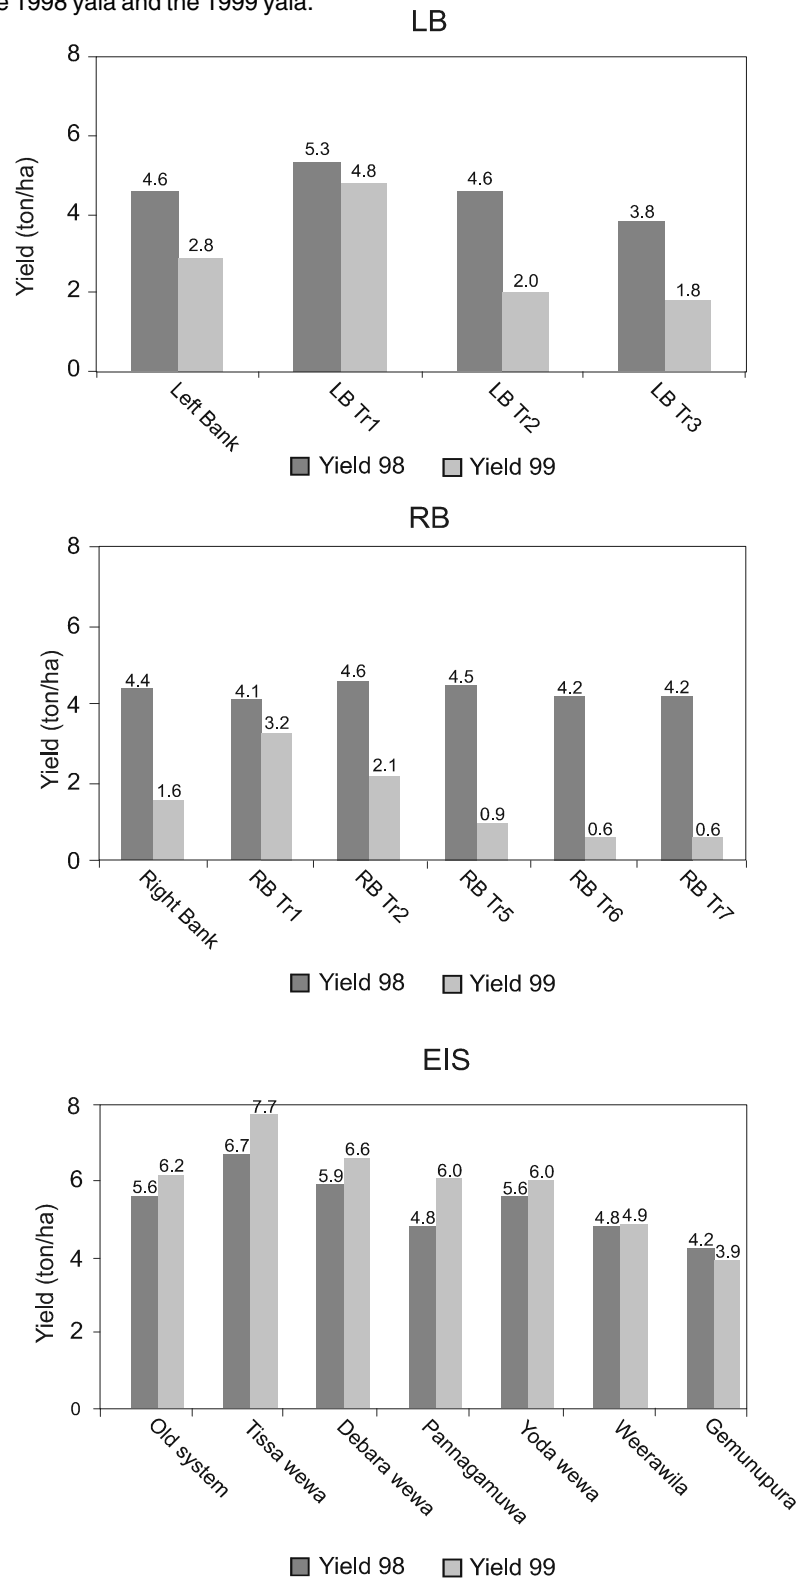 e 1998 yala and the 1999 yala.
LB
8
6
4
2
0
Yield (ton/ha)
4.6
2.8
5.3
4.8
4.6
2.0
3.8
1.8
Left Bank
LB Tr1
LB Tr2
LB Tr3
Yield 98 Yield 99
RB
8
6
4
2
0
Yield (ton/ha)
4.4
1.6
4.1
3.2
4.6
2.1
4.5
0.9
4.2
0.6
4.2
0.6
Right Bank
RB Tr1
RB Tr2
RB Tr5
RB Tr6
RB Tr7
Yield 98 Yield 99
EIS
8
6
4
2
0
Yield (ton/ha)
5.6
6.2
6.7
7.7
5.9
6.6
4.8
6.0
5.6
6.0
4.8
4.9
4.2
3.9
Old system
Tissa wewa
Debara wewa
Pannagamuwa
Yoda wewa
Weerawila
Gemunupura
Yield 98 Yield 99